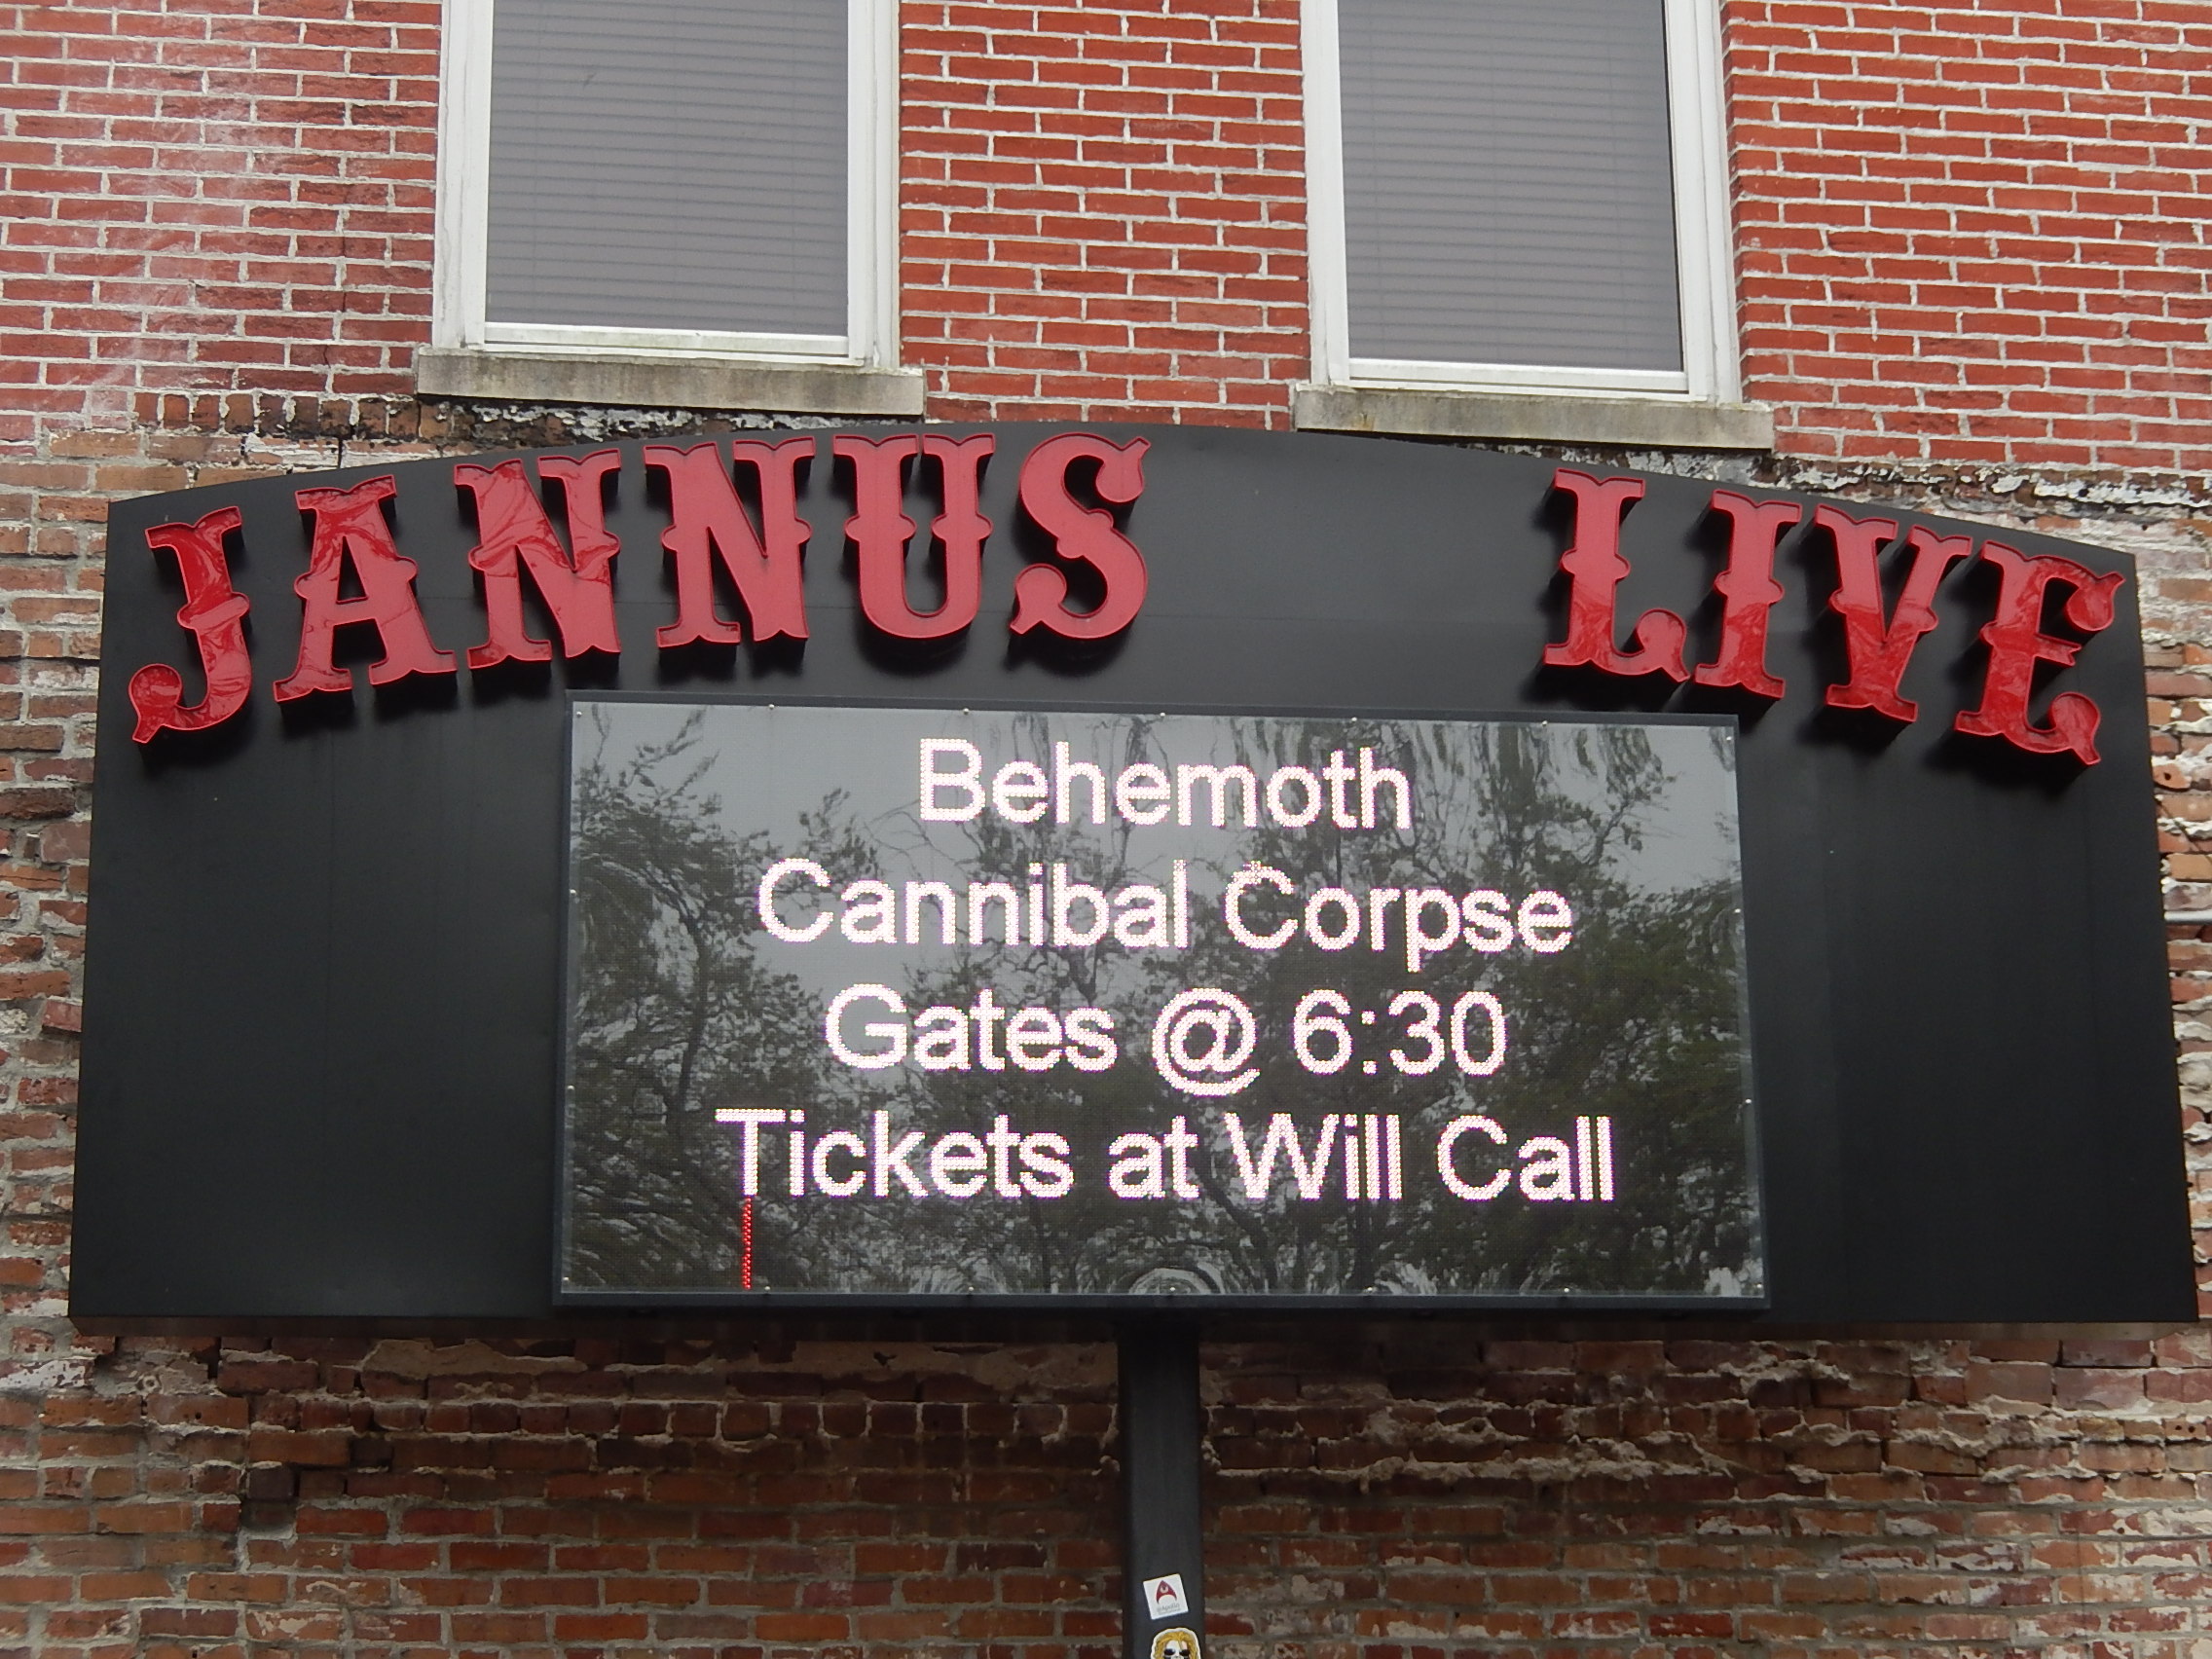 JANNUS LIVE
Behemoth
Cannibal Corpse
Gates @ 6:30
Tickets at Will Call